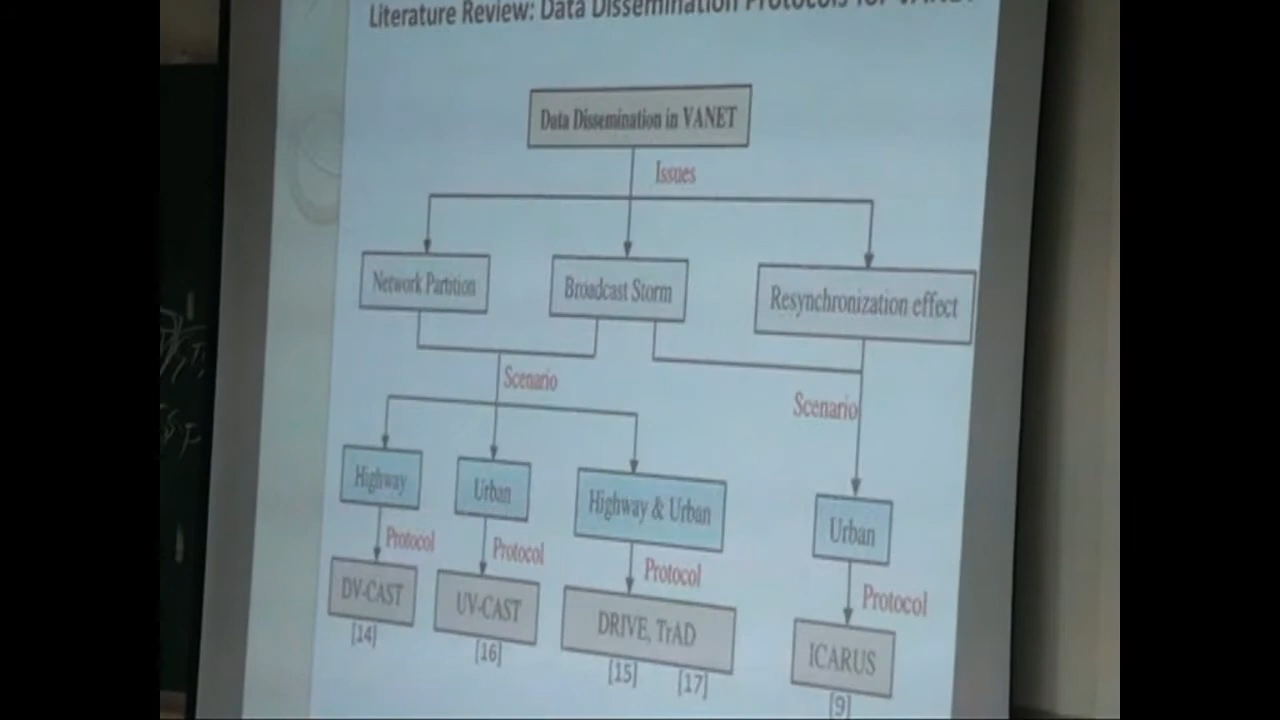 Literature Review: Data Dissemination Protocols for VANET
Data Dissemination in VANET
Issues
Network Partition
Broadcast Storm
Resynchronization effect
Scenario
Scenario
Highway
Urban
Highway & Urban
Urban
Protocol
Protocol
Protocol
Protocol
DV-CAST
UV-CAST
DRIVE, TrAD
ICARUS
[14]
[16]
[15]
[17]
[9]